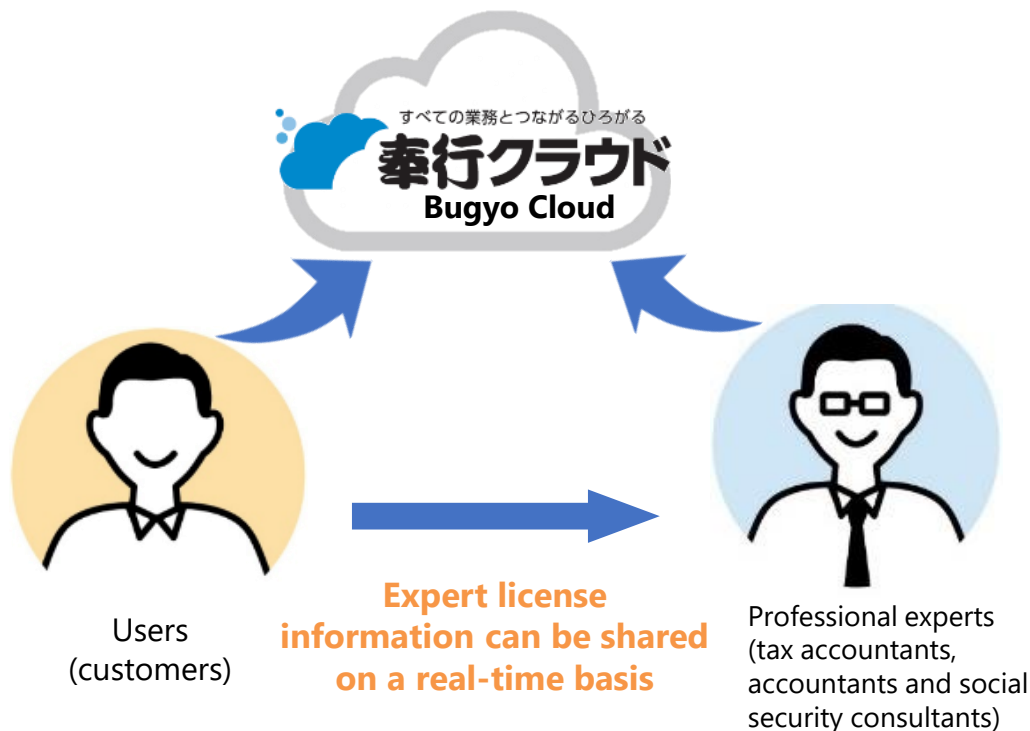 すべての業務とつながるひろがる
奉行クラウド
Bugyo Cloud
Expert license
information can be shared
on a real-time basis
Users
(customers)
Professional experts
(tax accountants,
accountants and social
security consultants)